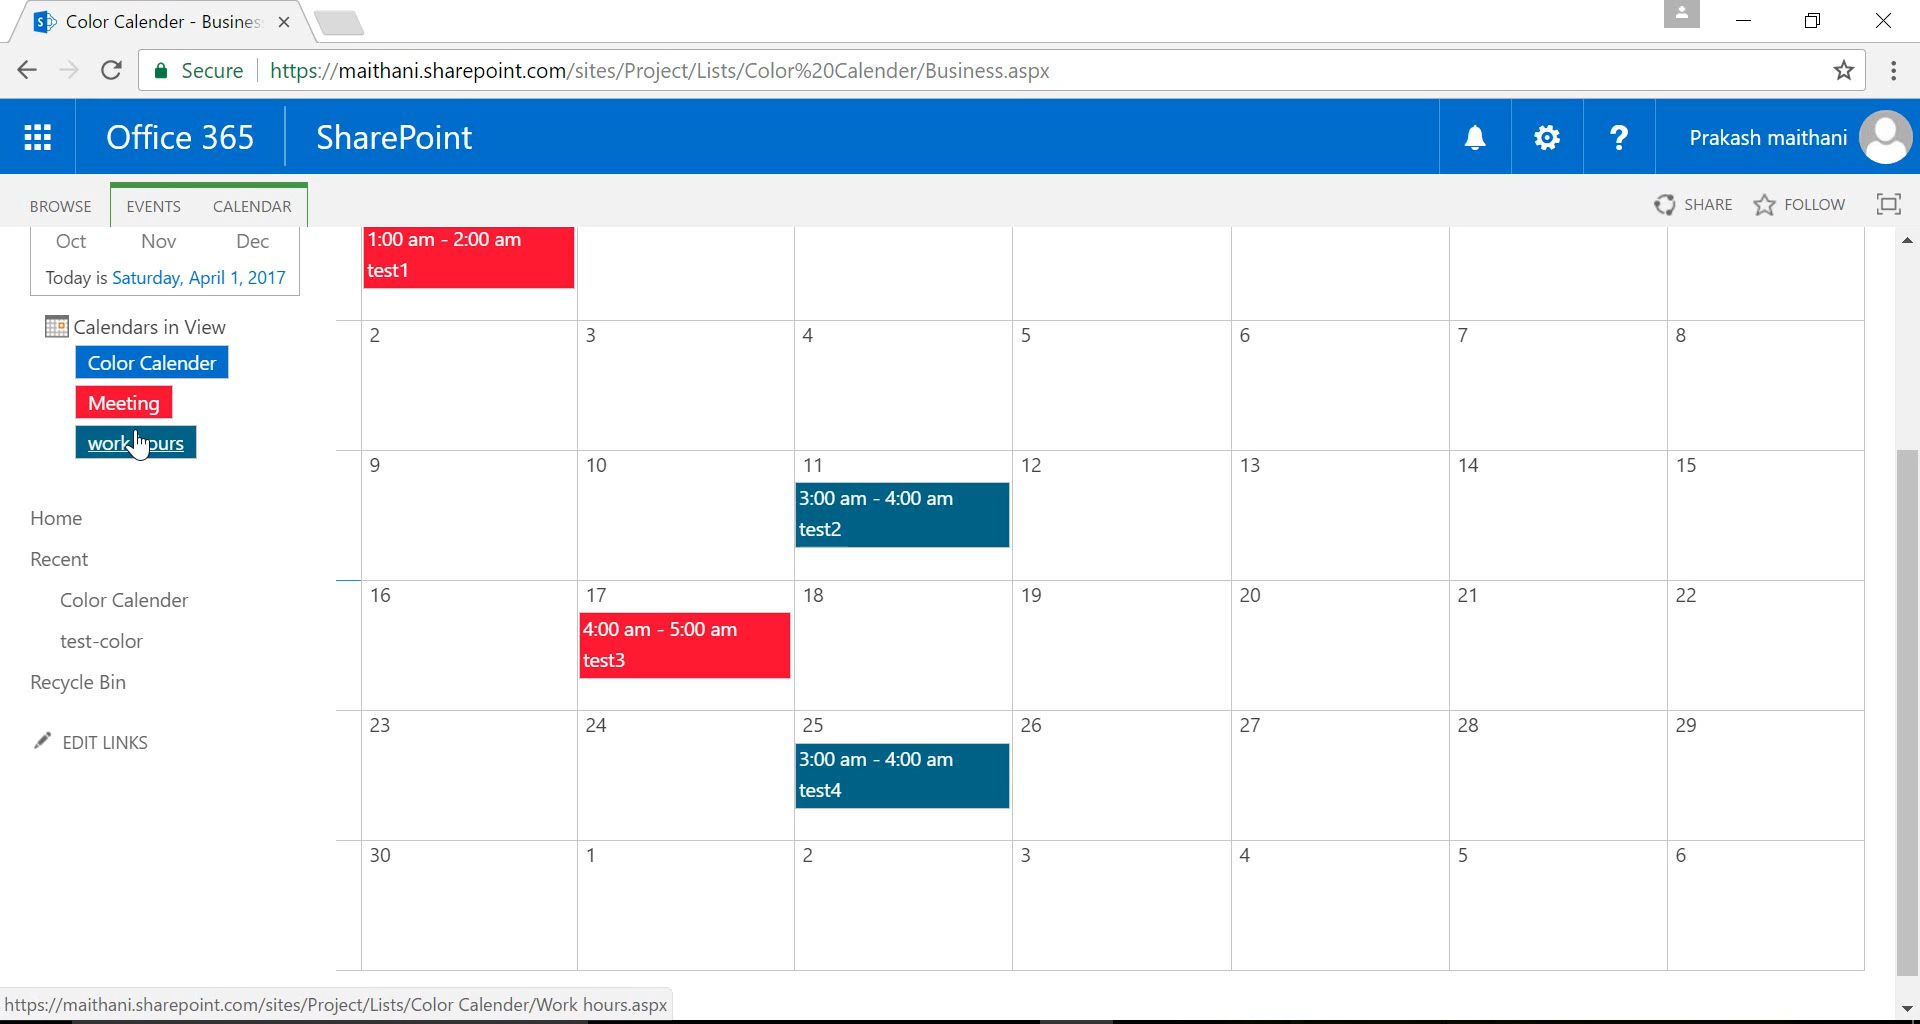 Color Calender - Busines
Secure https://maithani.sharepoint.com/sites/Project/Lists/Color%20Calender/Business.aspx
Office 365 SharePoint ? Prakash maithani
BROWSE EVENTS CALENDAR SHARE FOLLOW
Oct Nov Dec
Today is Saturday, April 1, 2017
Calendars in View
Color Calender
Meeting
Home
Recent
Color Calender
test-color
Recycle Bin
EDIT LINKS
1:00 am - 2:00 am
test1
2 3 4 5 6 7 8
9 10 11 12 13 14 15
3:00 am - 4:00 am
test2
16 17 18 19 20 21 22
4:00 am - 5:00 am
test3
23 24 25 26 27 28 29
3:00 am - 4:00 am
test4
30 1 2 3 4 5 6
https://maithani.sharepoint.com/sites/Project/Lists/Color Calender/Work hours.aspx